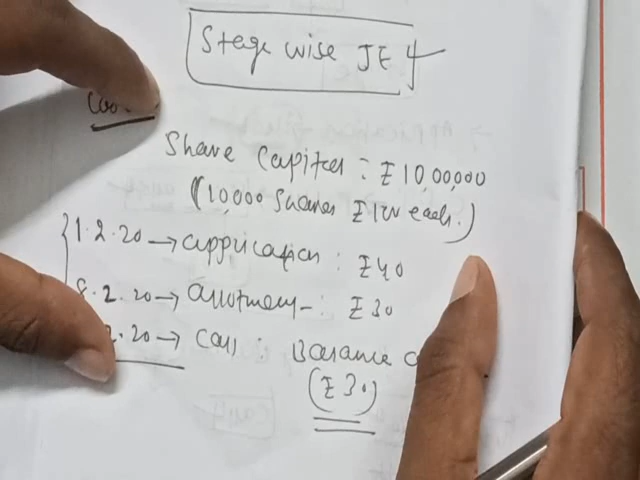 Stage wise JE 4
Share Capital : ₹10,00,000
(10,000 Shares ₹100 each.)
1.2.20 → application : ₹40
8.2.20 → allotment - : ₹30
.2.20 → Call : Balance
(₹30)